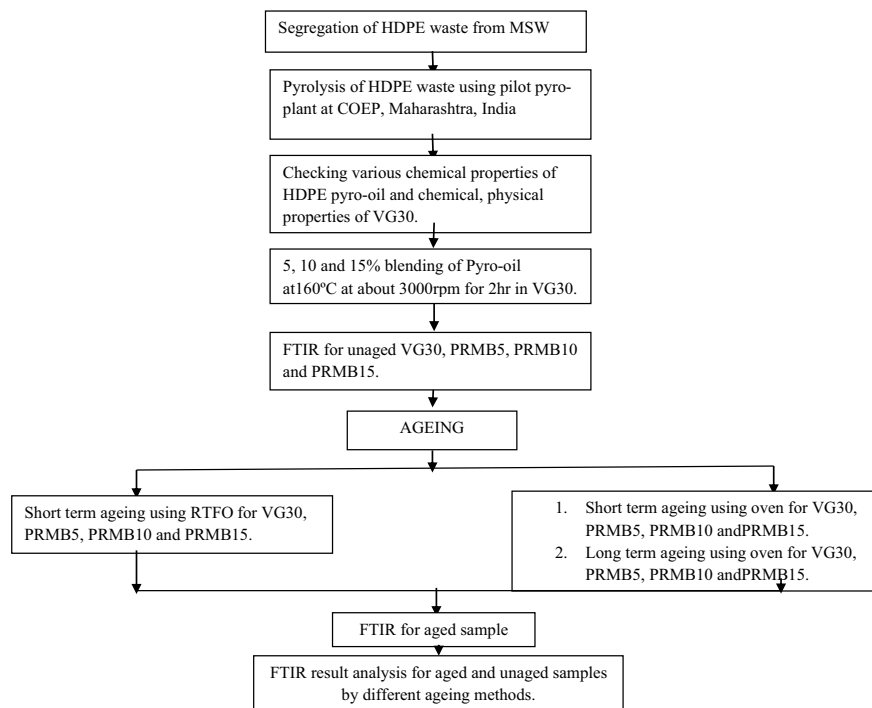 Segregation of HDPE waste from MSW
Pyrolysis of HDPE waste using pilot pyro-
plant at COEP, Maharashtra, India
Checking various chemical properties of
HDPE pyro-oil and chemical, physical
properties of VG30.
5, 10 and 15% blending of Pyro-oil
at160ºC at about 3000rpm for 2hr in VG30.
FTIR for unaged VG30, PRMB5, PRMB10
and PRMB15.
AGEING
Short term ageing using RTFO for VG30,
PRMB5, PRMB10 and PRMB15.
1. Short term ageing using oven for VG30,
PRMB5, PRMB10 andPRMB15.
2. Long term ageing using oven for VG30,
PRMB5, PRMB10 andPRMB15.
FTIR for aged sample
FTIR result analysis for aged and unaged samples
by different ageing methods.